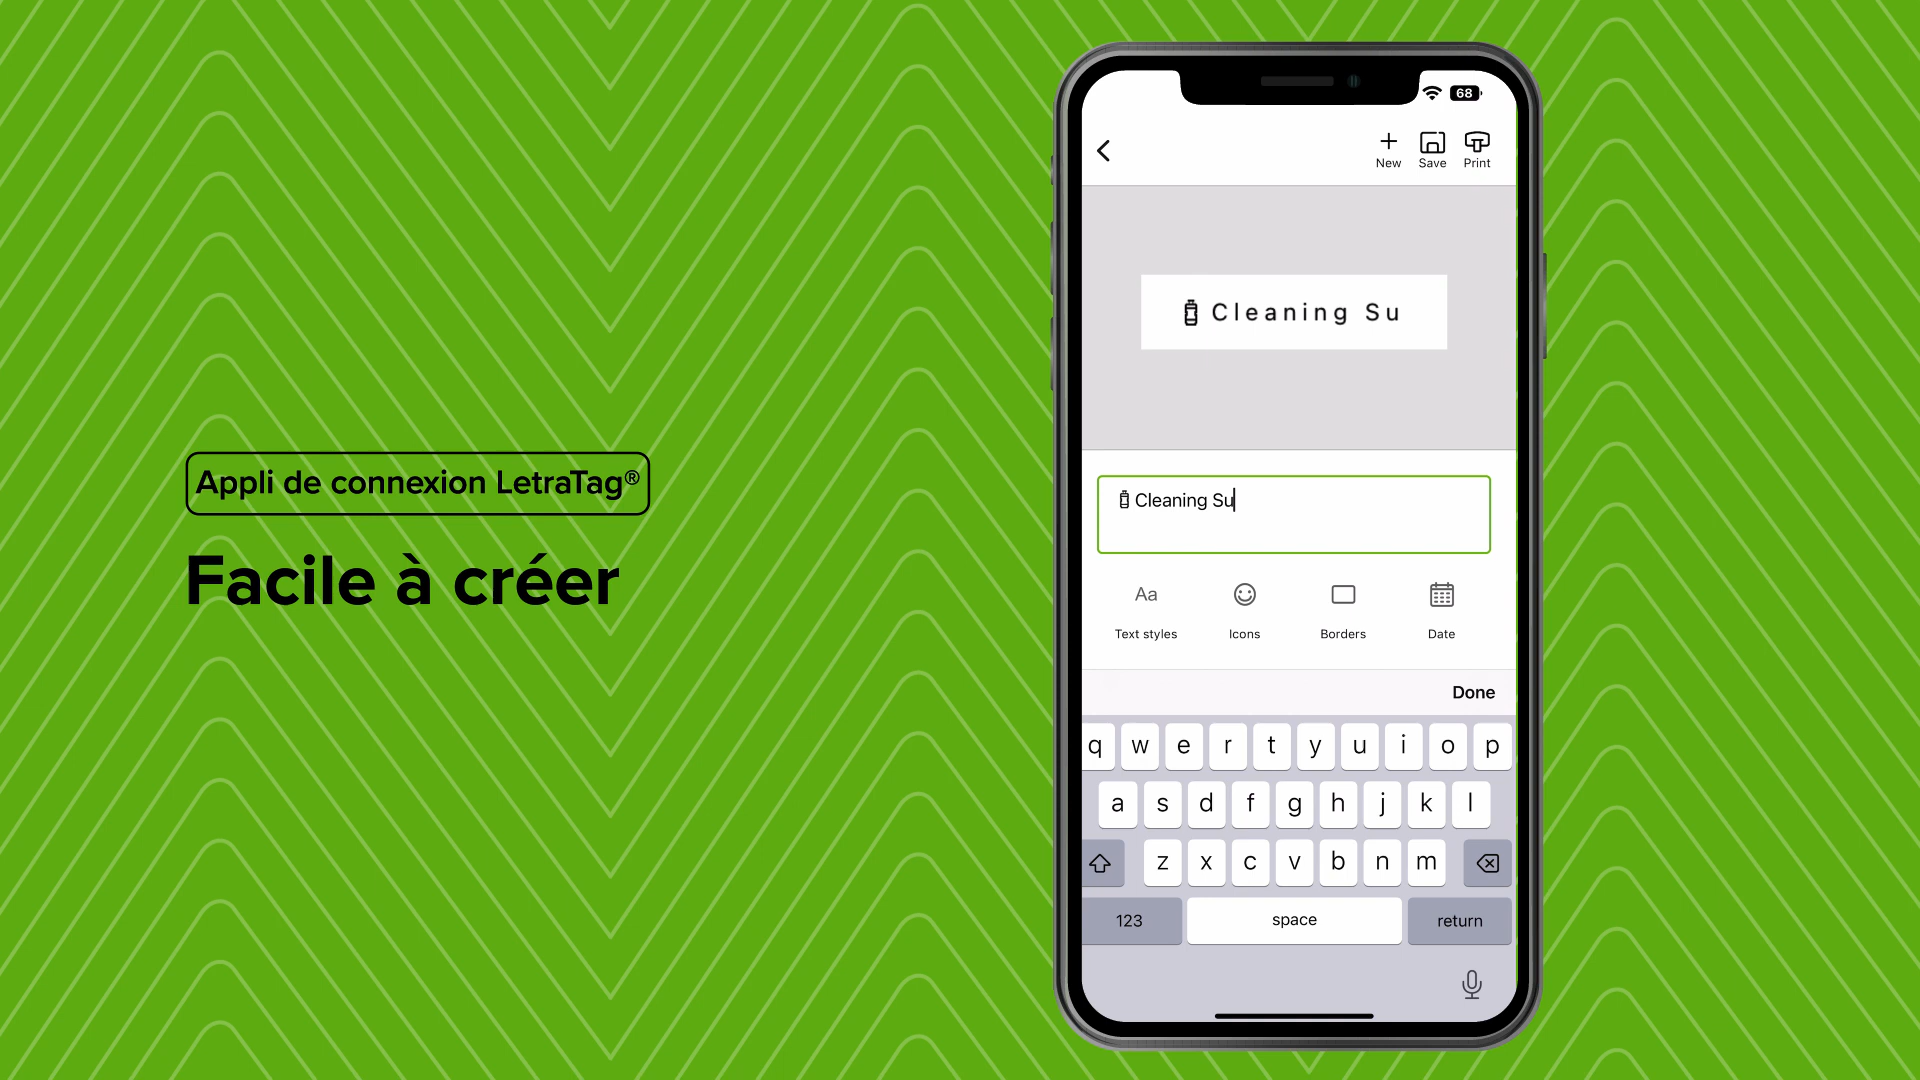 Appli de connexion LetraTag®
Facile à créer
68
New Save Print
Cleaning Su
Cleaning Su
Aa
Text styles Icons Borders Date
Done
q w e r t y u i o p
a s d f g h j k l
z x c v b n m
123 space return